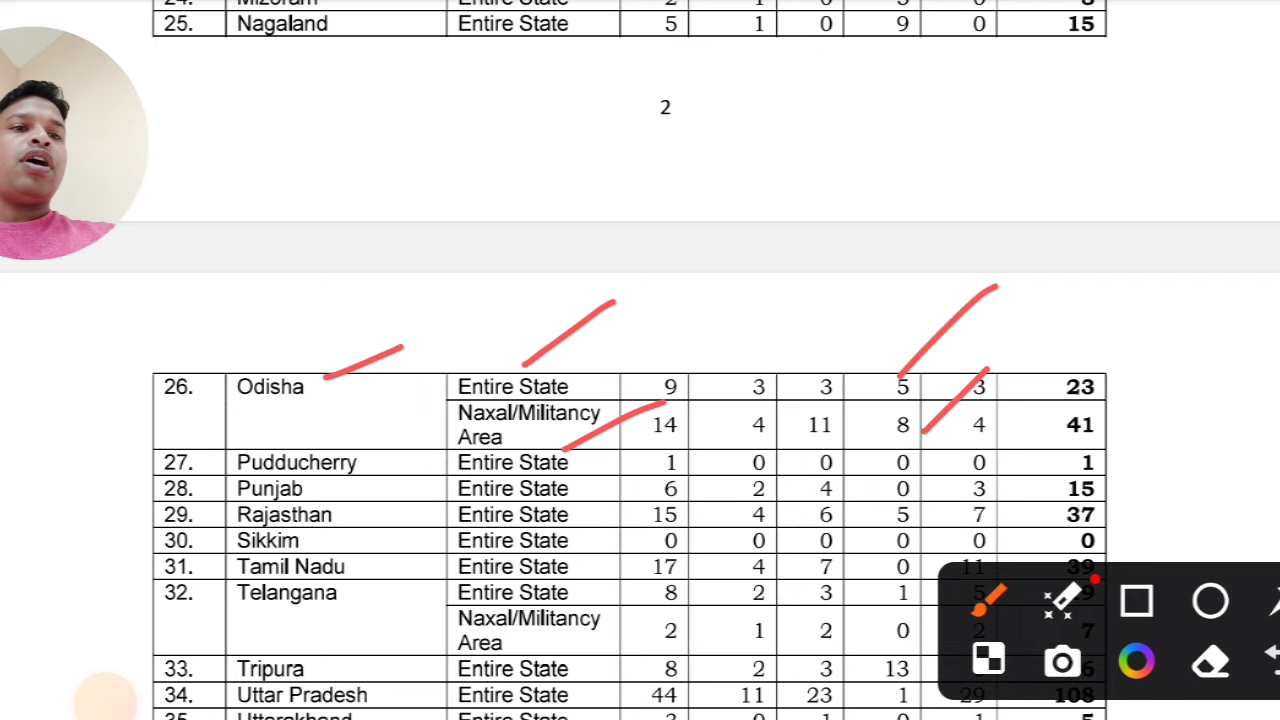 24. Mizoram Entire State 2 1 0 5 0 8
25. Nagaland Entire State 5 1 0 9 0 15
2
26. Odisha Entire State 9 3 3 5 3 23
Naxal/Militancy Area 14 4 11 8 4 41
27. Pudducherry Entire State 1 0 0 0 0 1
28. Punjab Entire State 6 2 4 0 3 15
29. Rajasthan Entire State 15 4 6 5 7 37
30. Sikkim Entire State 0 0 0 0 0 0
31. Tamil Nadu Entire State 17 4 7 0 11 39
32. Telangana Entire State 8 2 3 1 5 9
Naxal/Militancy Area 2 1 2 0 2 7
33. Tripura Entire State 8 2 3 13 6
34. Uttar Pradesh Entire State 44 11 23 1 29 108
35. Uttarakhand Entire State 3 0 1 0 1 5